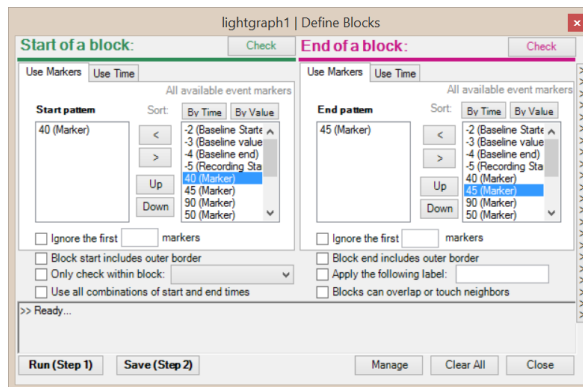 lightgraph1 | Define Blocks
Start of a block:
Check
Use Markers
Use Time
All available event markers
Start pattern
Sort:
By Time
By Value
40 (Marker)
<
>
Up
Down
-2 (Baseline Starte
-3 (Baseline value
-4 (Baseline end)
-5 (Recording Sta
40 (Marker)
45 (Marker)
90 (Marker)
50 (Marker)
Ignore the first markers
Block start includes outer border
Only check within block:
Use all combinations of start and end times
End of a block:
Check
Use Markers
Use Time
All available event markers
End pattern
Sort:
By Time
By Value
45 (Marker)
<
>
Up
Down
-2 (Baseline Starte
-3 (Baseline value
-4 (Baseline end)
-5 (Recording Sta
40 (Marker)
45 (Marker)
90 (Marker)
50 (Marker)
Ignore the first markers
Block end includes outer border
Apply the following label:
Blocks can overlap or touch neighbors
>> Ready...
Run (Step 1)
Save (Step 2)
Manage
Clear All
Close